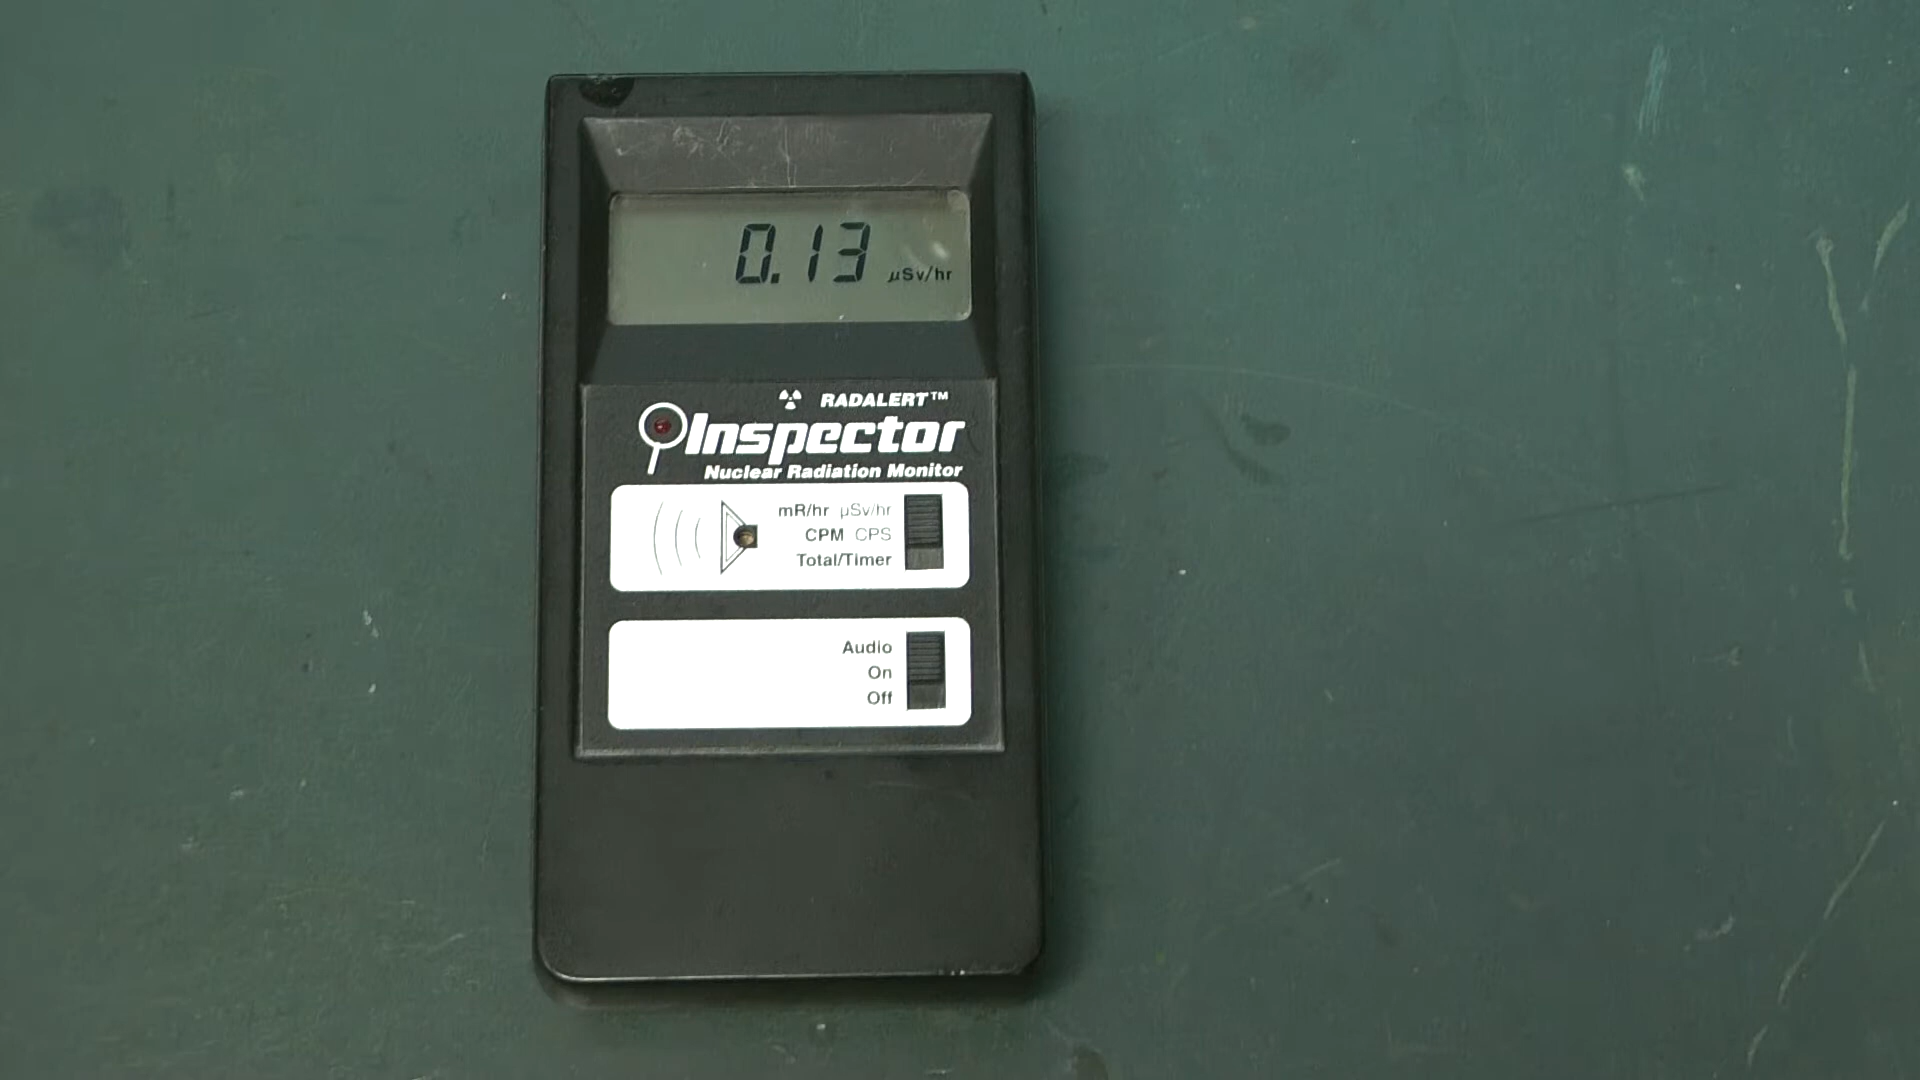 0.13 µSv/hr
RADALERT™
Inspector
Nuclear Radiation Monitor
mR/hr µSv/hr
CPM CPS
Total/Timer
Audio
On
Off